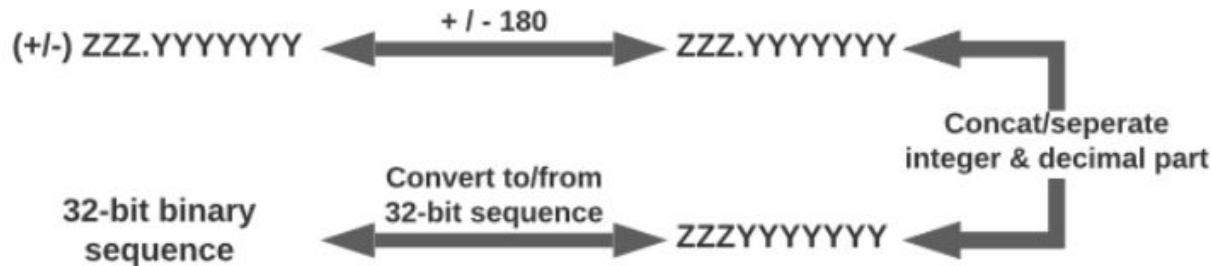 (+/-) ZZZ.YYYYYYY
+ / - 180
ZZZ.YYYYYYY
Concat/seperate
integer & decimal part
32-bit binary
sequence
Convert to/from
32-bit sequence
ZZZYYYYYYY